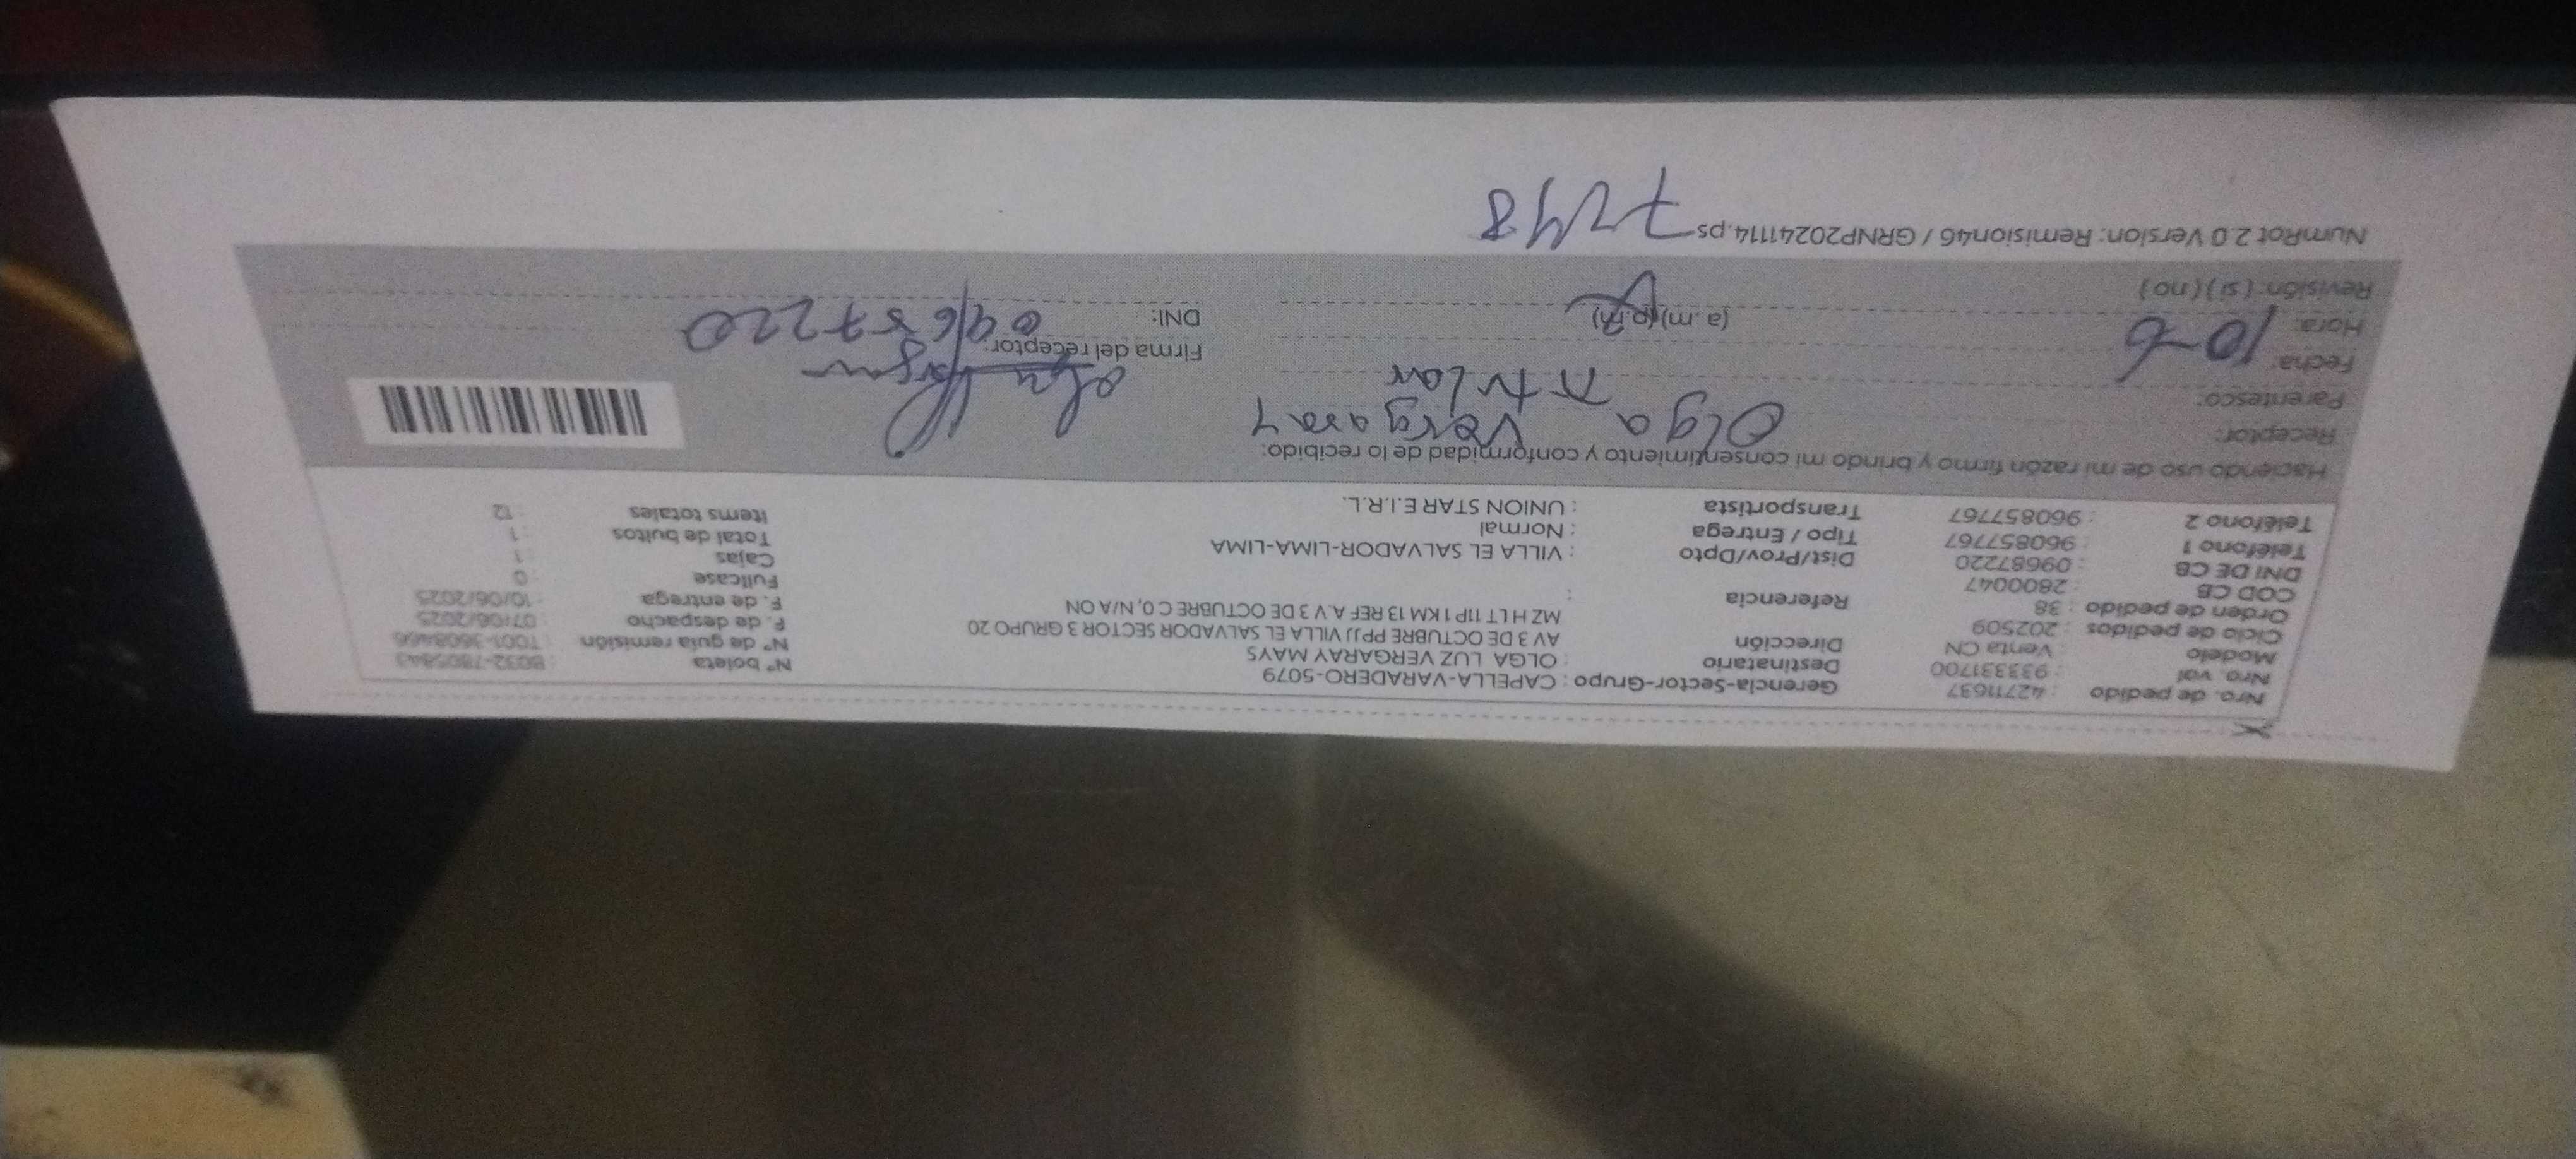 Nro. de pedido : 42711637
Nro. val : 933331700
Modelo : Venta CN
Ciclo de pedidos : 202509
Orden de pedido : 38
COD CB : 2800047
DNI DE CB : 09687220
Teléfono 1 : 960857767
Teléfono 2 : 960857767
Gerencia-Sector-Grupo : CAPELLA-VARADERO-5079
Destinatario : OLGA LUZ VERGARAY MAYS
Dirección AV 3 DE OCTUBRE PPJJ VILLA EL SALVADOR SECTOR 3 GRUPO 20
MZ H LT 11P 1 KM 13 REF A V 3 DE OCTUBRE C 0, N/A ON
Referencia :
Dist/Prov/Dpto : VILLA EL SALVADOR-LIMA-LIMA
Tipo / Entrega : Normal
Transportista : UNION STAR E.I.R.L.
N° boleta : B032-7805843
N° de guía remisión : T001-3608466
F. de despacho : 07/06/2025
F. de entrega : 10/06/2025
Fullcase : 0
Cajas : 1
Total de bultos : 1
Items totales : 12
Haciendo uso de mi razón firmo y brindo mi consentimiento y conformidad de lo recibido:
Receptor: Olga Vergaray
Parentesco: titular
Fecha: 10-6
Hora: (a.m) (p.m)
Revisión: (si) (no)
Firma del receptor:
DNI: 09687220
NumRot 2.0 Version: Remision46 / GRNP20241114.ps
7248